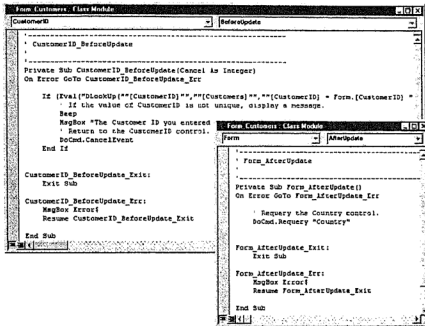 Form Customers : Class Module
CustomerID
BeforeUpdate
'------------------------------------------------------------
' CustomerID_BeforeUpdate
'
'------------------------------------------------------------
Private Sub CustomerID_BeforeUpdate(Cancel As Integer)
On Error GoTo CustomerID_BeforeUpdate_Err
If (Eval("DLookUp(""[CustomerID]"",""[Customers]"",""[CustomerID] = Form.[CustomerID] "
' If the value of CustomerID is not unique, display a message.
Beep
MsgBox "The Customer ID you entered
' Return to the CustomerID control.
DoCmd.CancelEvent
End If
CustomerID_BeforeUpdate_Exit:
Exit Sub
CustomerID_BeforeUpdate_Err:
MsgBox Error$
Resume CustomerID_BeforeUpdate_Exit
End Sub
Form Customers : Class Module
Form
AfterUpdate
'------------------------------------------------------------
' Form_AfterUpdate
'
'------------------------------------------------------------
Private Sub Form_AfterUpdate()
On Error GoTo Form_AfterUpdate_Err
' Requery the Country control.
DoCmd.Requery "Country"
Form_AfterUpdate_Exit:
Exit Sub
Form_AfterUpdate_Err:
MsgBox Error$
Resume Form_AfterUpdate_Exit
End Sub